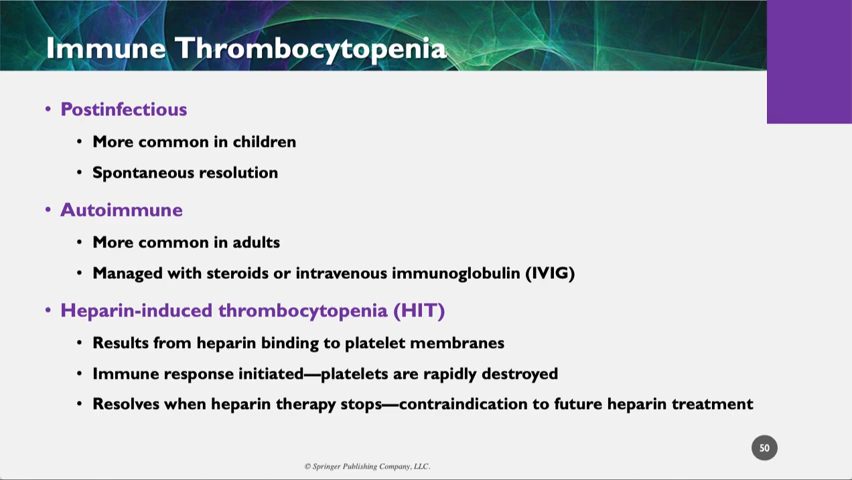 Immune Thrombocytopenia
• Postinfectious
• More common in children
• Spontaneous resolution
• Autoimmune
• More common in adults
• Managed with steroids or intravenous immunoglobulin (IVIG)
• Heparin-induced thrombocytopenia (HIT)
• Results from heparin binding to platelet membranes
• Immune response initiated—platelets are rapidly destroyed
• Resolves when heparin therapy stops—contraindication to future heparin treatment
50
© Springer Publishing Company, LLC.